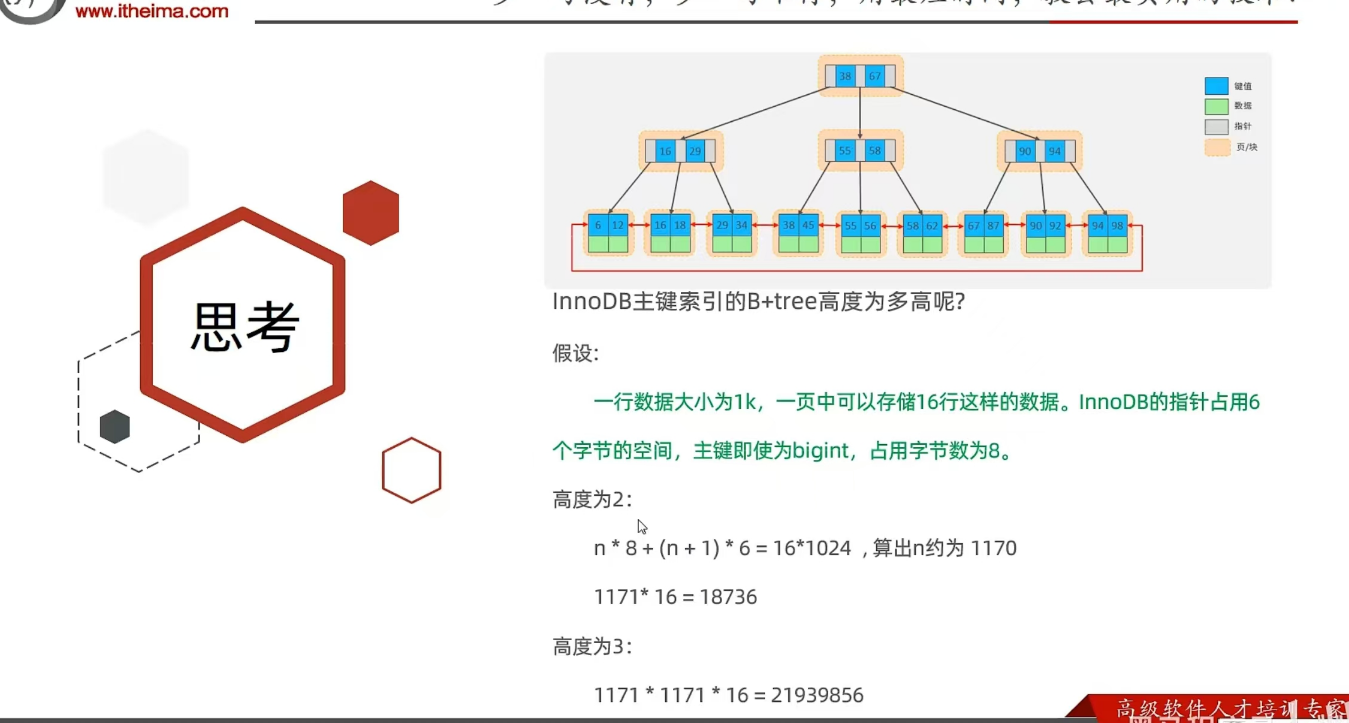 www.itheima.com
38 67
键值
数据
指针
页/块
16 29
55 58
90 94
6 12
16 18
29 34
38 45
55 56
58 62
67 87
90 92
94 98
思考
InnoDB主键索引的B+tree高度为多高呢?
假设:
一行数据大小为1k，一页中可以存储16行这样的数据。InnoDB的指针占用6
个字节的空间，主键即使为bigint，占用字节数为8。
高度为2：
n * 8 + (n + 1) * 6 = 16*1024 , 算出n约为 1170
1171* 16 = 18736
高度为3：
1171 * 1171 * 16 = 21939856
高级软件人才培训专家